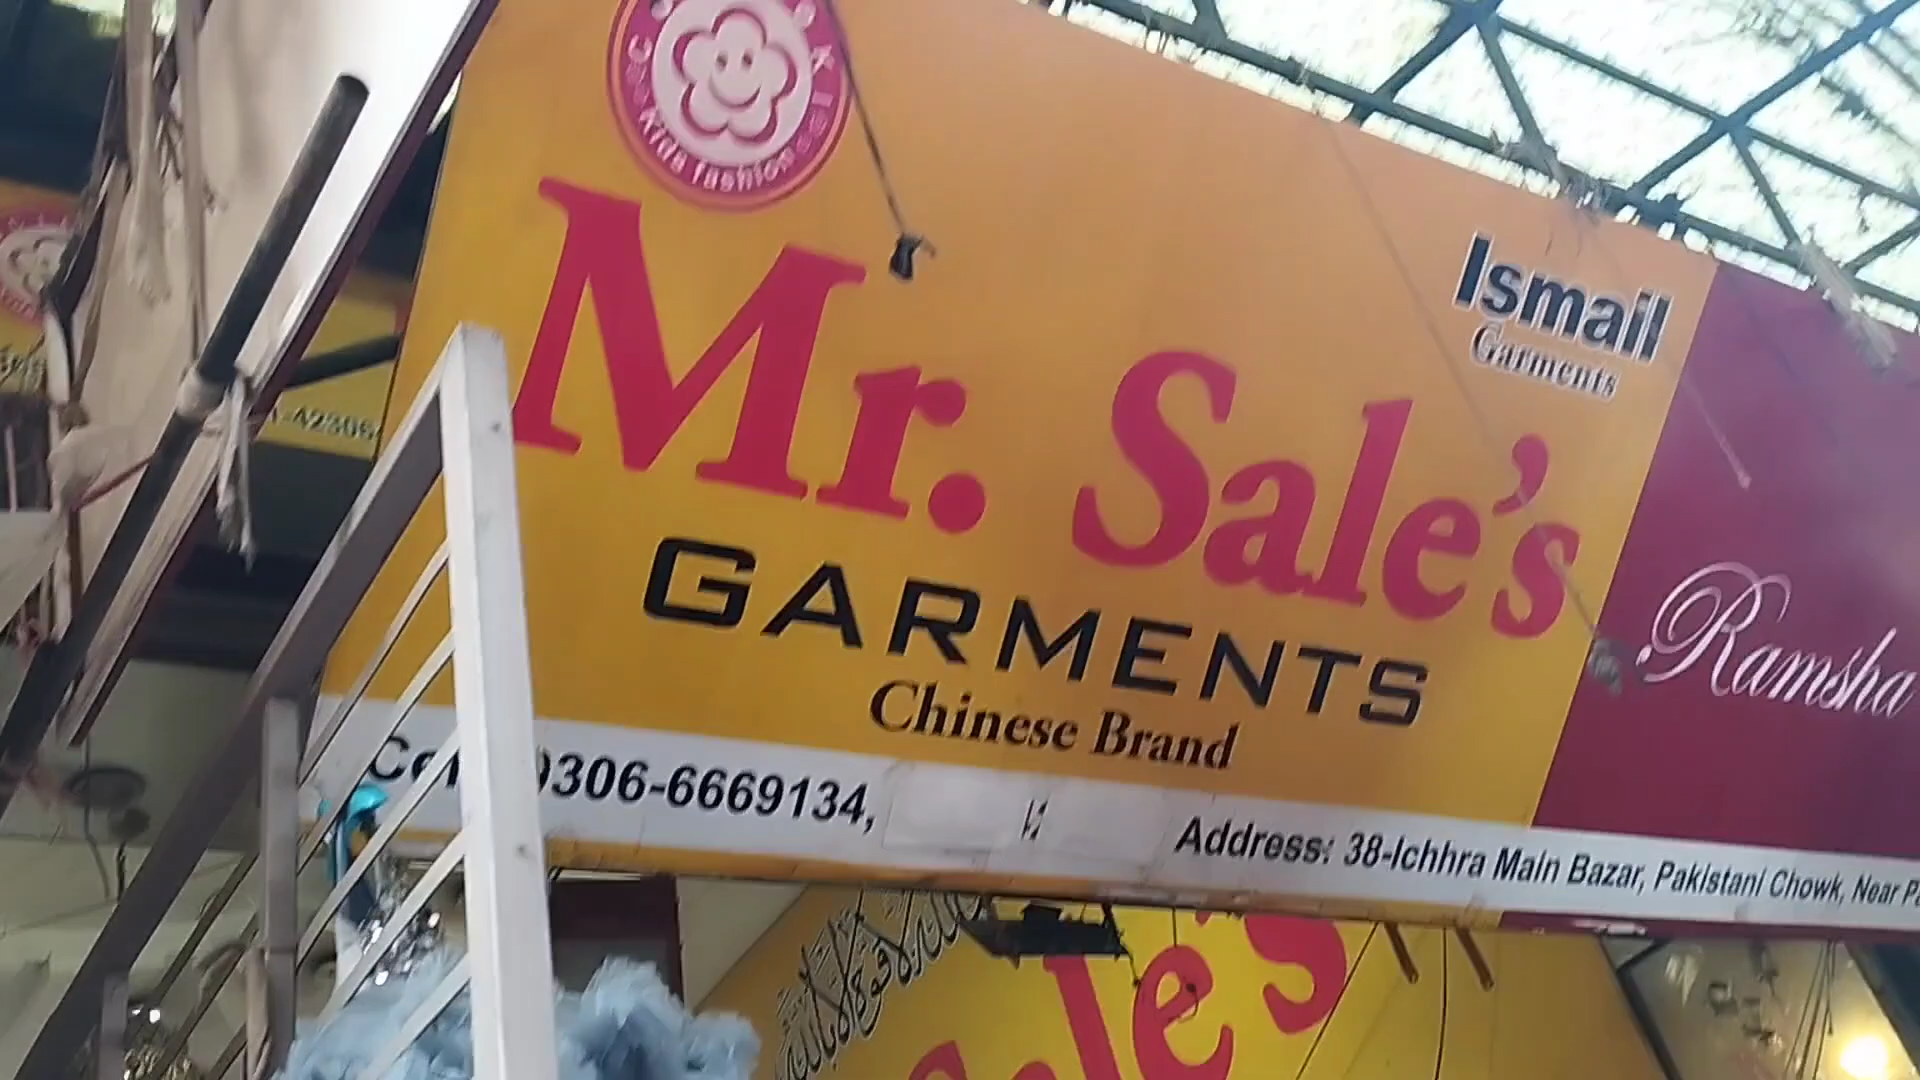 Kids fashion
Mr. Sale's
GARMENTS
Chinese Brand
Ismail
Garments
Ramsha
0306-6669134,
Address: 38-Ichhra Main Bazar, Pakistani Chowk, Near
Sale's